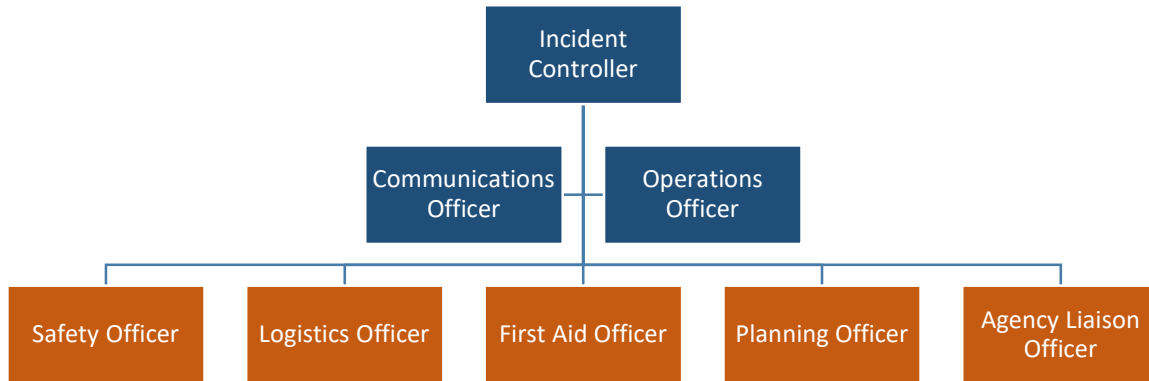 Incident
Controller
Communications
Officer
Operations
Officer
Safety Officer
Logistics Officer
First Aid Officer
Planning Officer
Agency Liaison
Officer